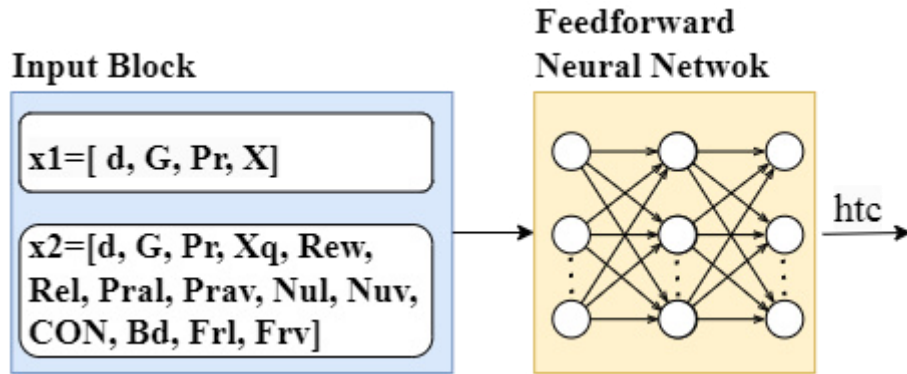 Input Block
x1=[ d, G, Pr, X]
x2=[d, G, Pr, Xq, Rew,
Rel, Pral, Prav, Nul, Nuv,
CON, Bd, Frl, Frv]
Feedforward
Neural Netwok
htc